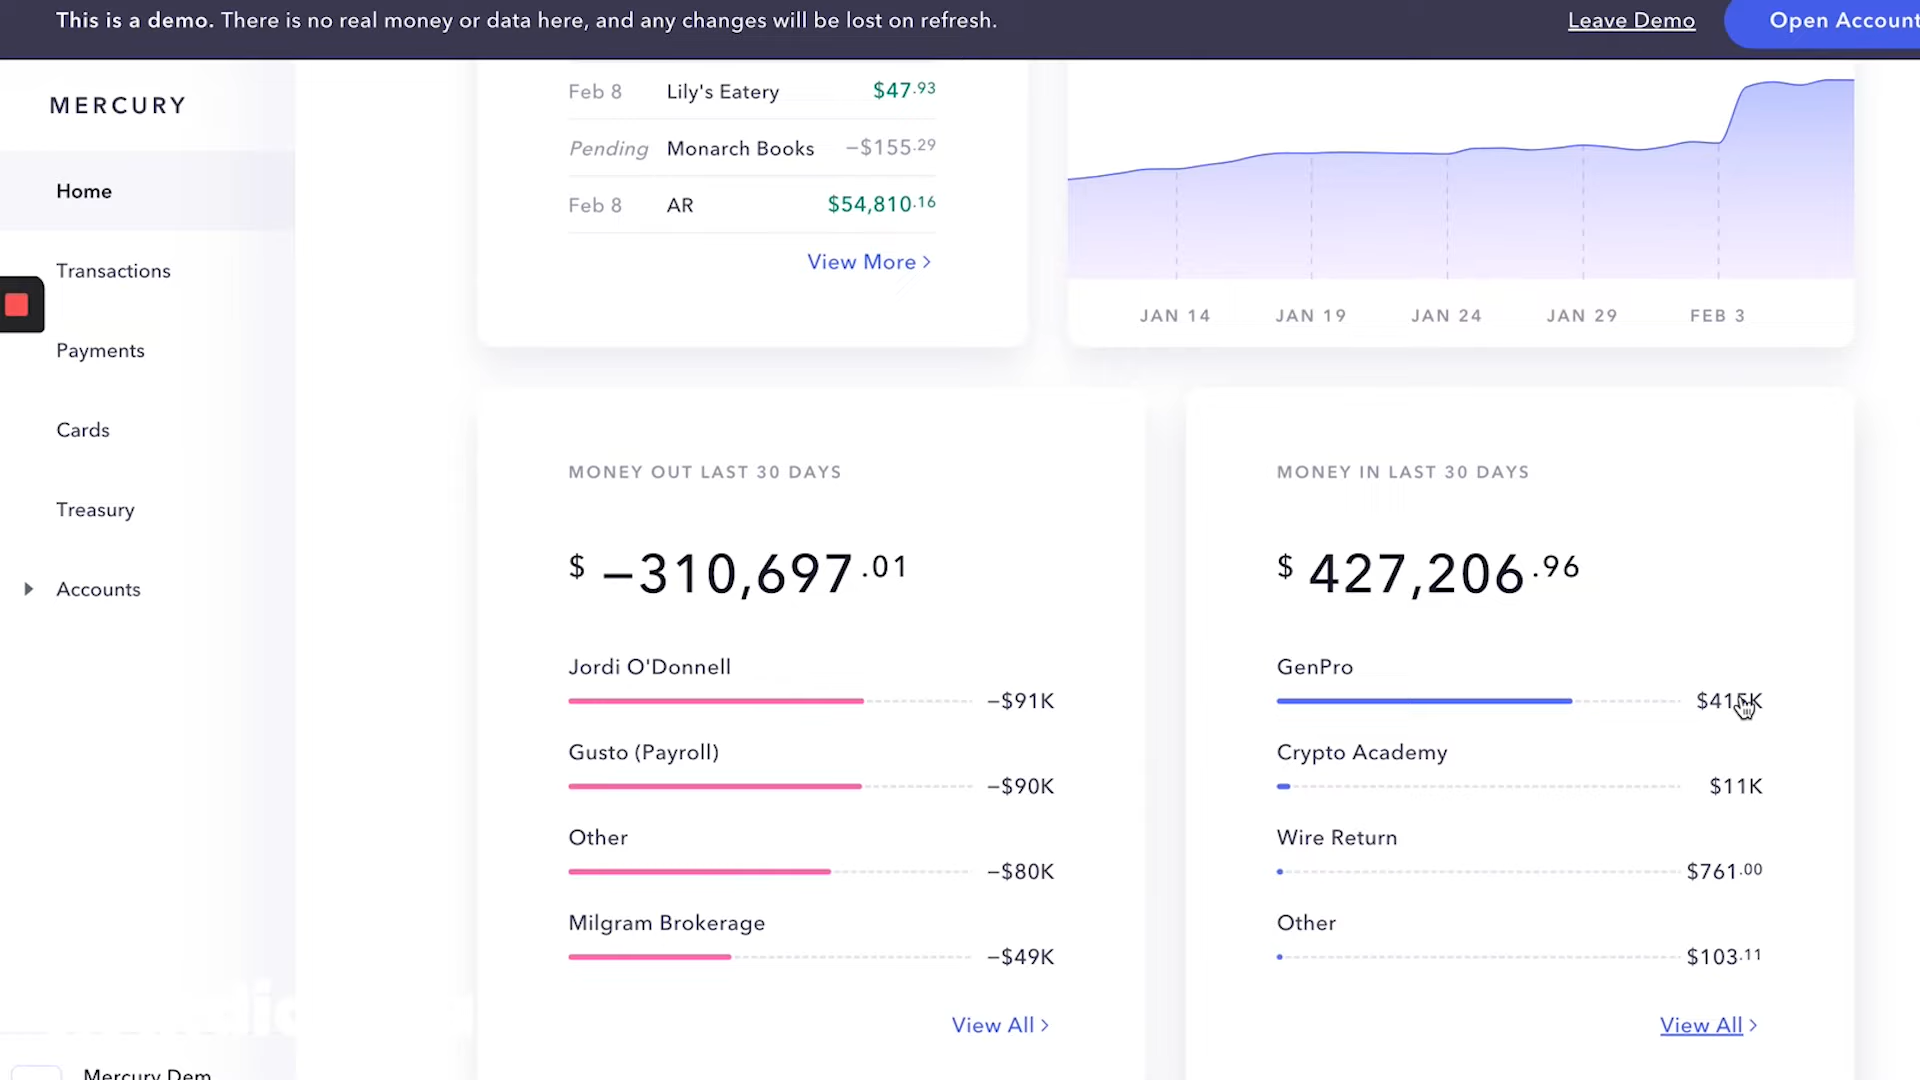 This is a demo. There is no real money or data here, and any changes will be lost on refresh.
Leave Demo
Open Account
MERCURY
Home
Transactions
Payments
Cards
Treasury
Accounts
Feb 8 Lily's Eatery $47.93
Pending Monarch Books –$155.29
Feb 8 AR $54,810.16
View More >
JAN 14 JAN 19 JAN 24 JAN 29 FEB 3
MONEY OUT LAST 30 DAYS
$ –310,697.01
Jordi O'Donnell
–$91K
Gusto (Payroll)
–$90K
Other
–$80K
Milgram Brokerage
–$49K
View All >
MONEY IN LAST 30 DAYS
$ 427,206.96
GenPro
$415K
Crypto Academy
$11K
Wire Return
$761.00
Other
$103.11
View All >
Mercury Dem